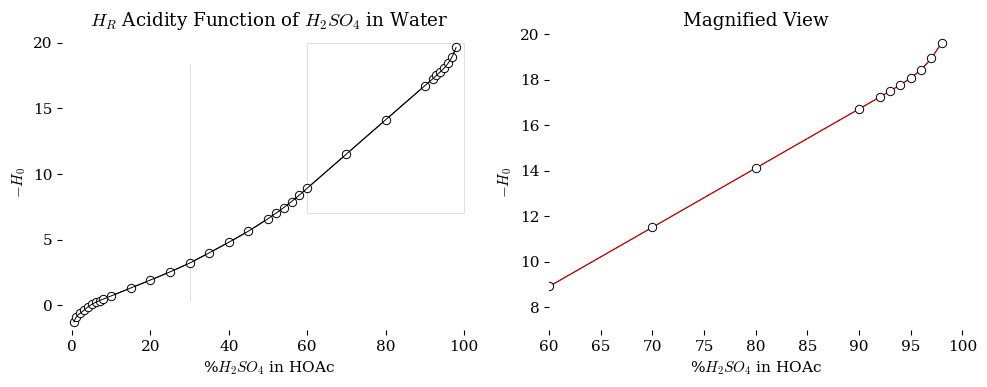 $H_R$ Acidity Function of $H_2SO_4$ in Water
20
15
10
5
0
$-H_0$
0 20 40 60 80 100
%$H_2SO_4$ in HOAc
Magnified View
20
18
16
14
12
10
8
$-H_0$
60 65 70 75 80 85 90 95 100
%$H_2SO_4$ in HOAc